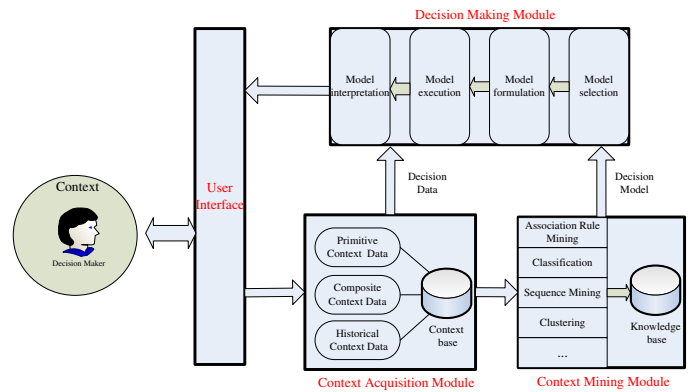 Decision Making Module
Model
interpretation
Model
execution
Model
formulation
Model
selection
Context
Decision Maker
User
Interface
Decision
Data
Decision
Model
Primitive
Context Data
Composite
Context Data
Historical
Context Data
Context
base
Association Rule
Mining
Classification
Sequence Mining
Clustering
...
Knowledge
base
Context Acquisition Module
Context Mining Module